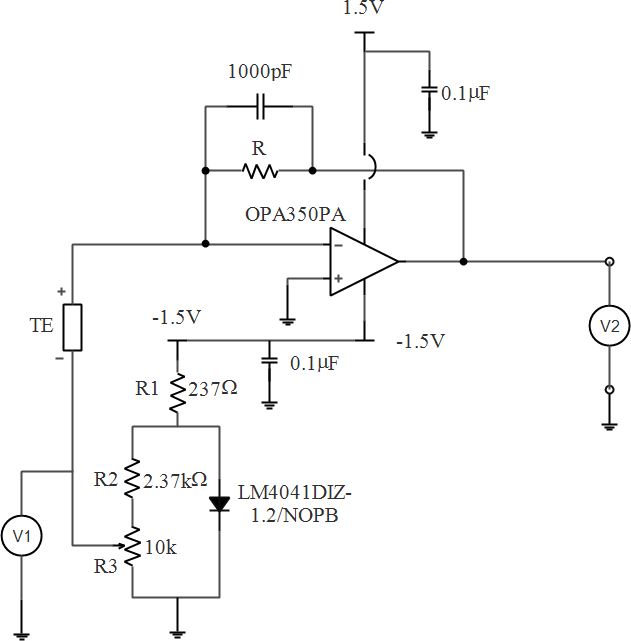 1.5V
1000pF
0.1μF
R
OPA350PA
−
+
+
TE
−
-1.5V
-1.5V
0.1μF
R1 237Ω
R2 2.37kΩ
LM4041DIZ-
1.2/NOPB
10k
R3
V1
V2